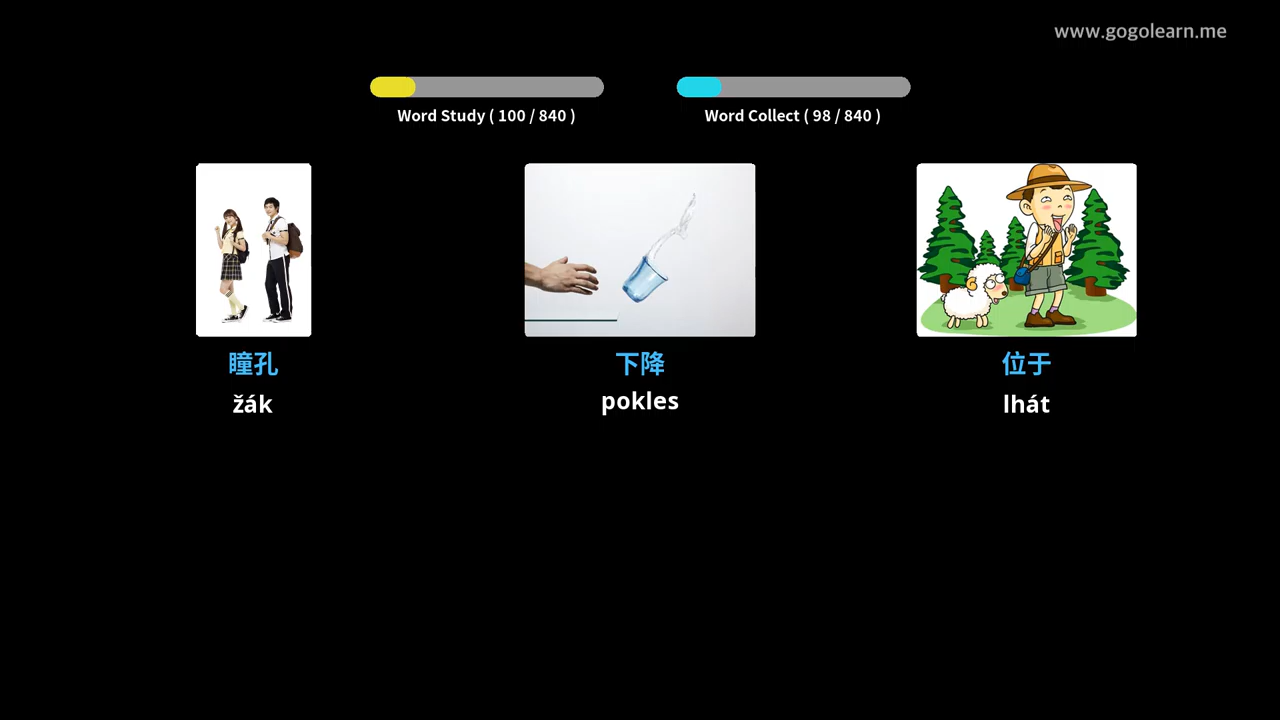 www.gogolearn.me
Word Study ( 100 / 840 )
Word Collect ( 98 / 840 )
瞳孔
下降
位于
žák
pokles
lhát